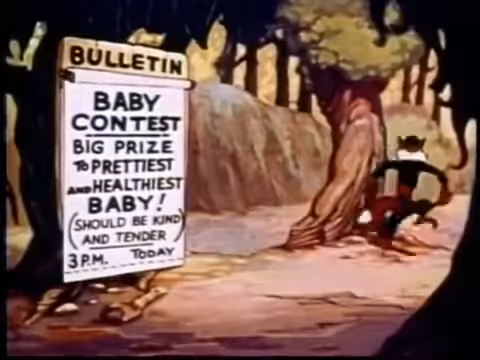 BULLETIN
BABY
CONTEST
BIG PRIZE
TO PRETTIEST
AND HEALTHIEST
BABY!
(SHOULD BE KIND
AND TENDER)
3 P.M. TODAY